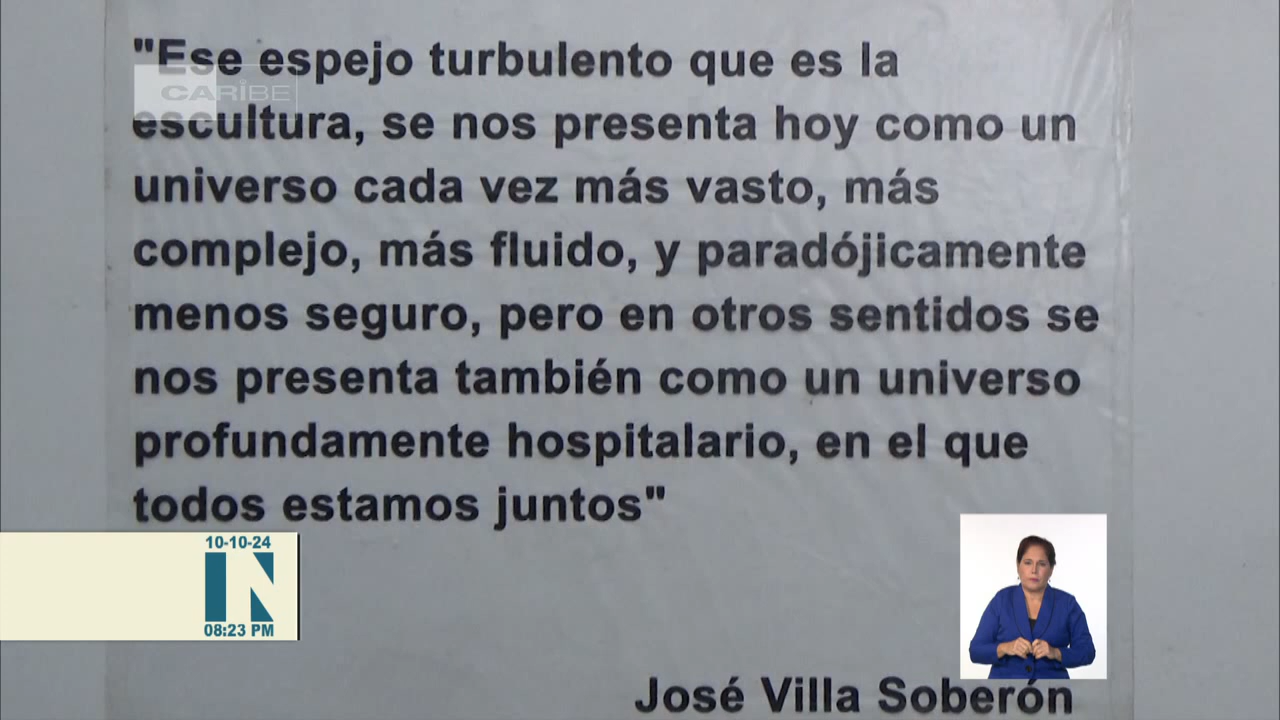 "Ese espejo turbulento que es la
CARIBE
escultura, se nos presenta hoy como un
universo cada vez más vasto, más
complejo, más fluido, y paradójicamente
menos seguro, pero en otros sentidos se
nos presenta también como un universo
profundamente hospitalario, en el que
todos estamos juntos"
10-10-24
IN
08:23 PM
José Villa Soberón